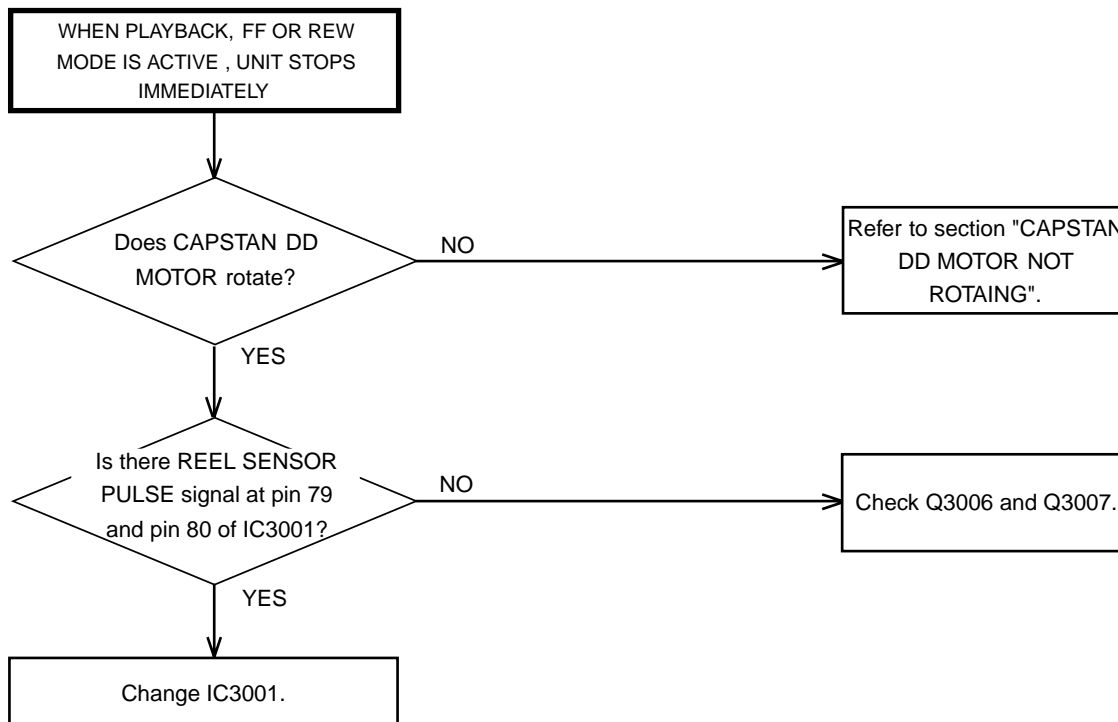 WHEN PLAYBACK, FF OR REW
MODE IS ACTIVE , UNIT STOPS
IMMEDIATELY
Does CAPSTAN DD
MOTOR rotate?
NO
Refer to section "CAPSTAN
DD MOTOR NOT
ROTAING".
YES
Is there REEL SENSOR
PULSE signal at pin 79
and pin 80 of IC3001?
NO
Check Q3006 and Q3007.
YES
Change IC3001.